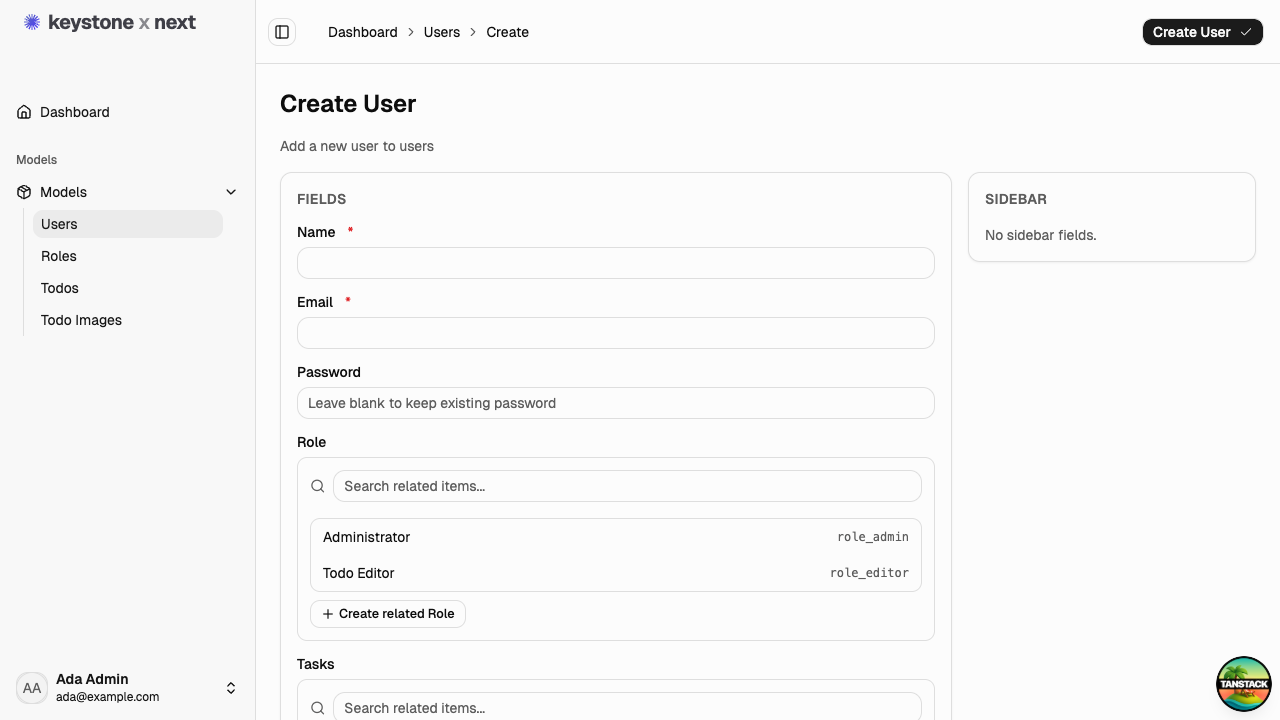 keystone x next
Dashboard
Models
Models
Users
Roles
Todos
Todo Images
AA
Ada Admin
ada@example.com
Dashboard
Users
Create
Create User
Create User
Add a new user to users
FIELDS
Name *
Email *
Password
Leave blank to keep existing password
Role
Search related items...
Administrator role_admin
Todo Editor role_editor
Create related Role
Tasks
Search related items...
SIDEBAR
No sidebar fields.
TANSTACK